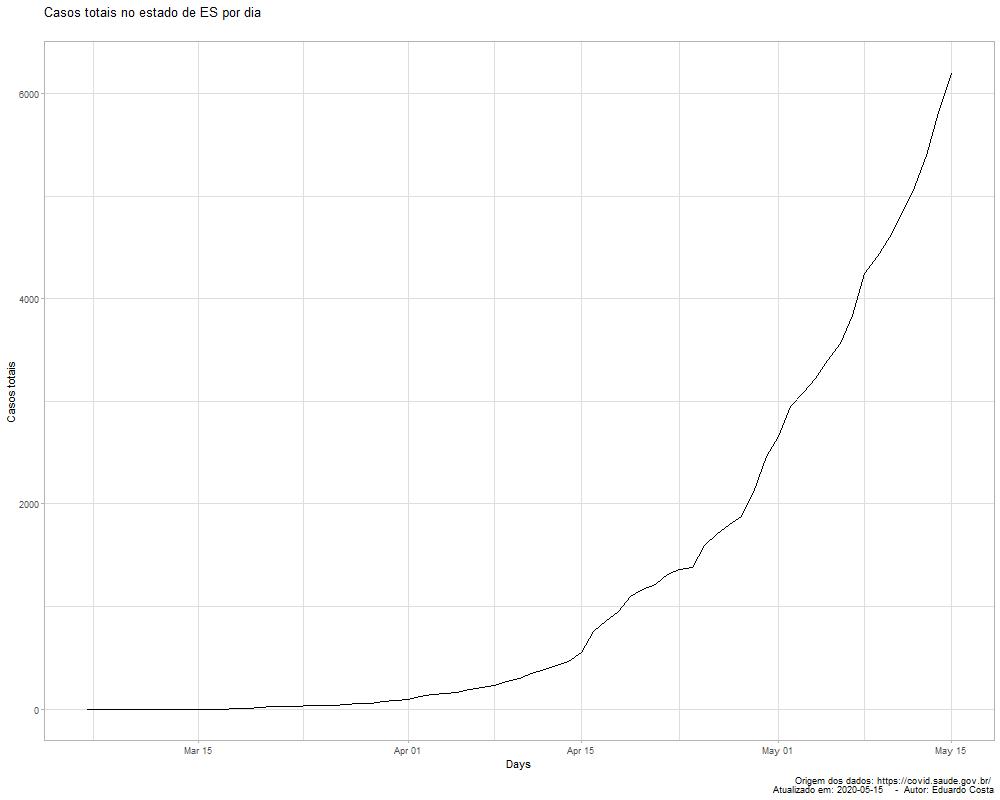 Casos totais no estado de ES por dia
6000
4000
2000
0
Casos totais
Mar 15
Apr 01
Apr 15
May 01
May 15
Days
Origem dos dados: https://covid.saude.gov.br/
Atualizado em: 2020-05-15 - Autor: Eduardo Costa